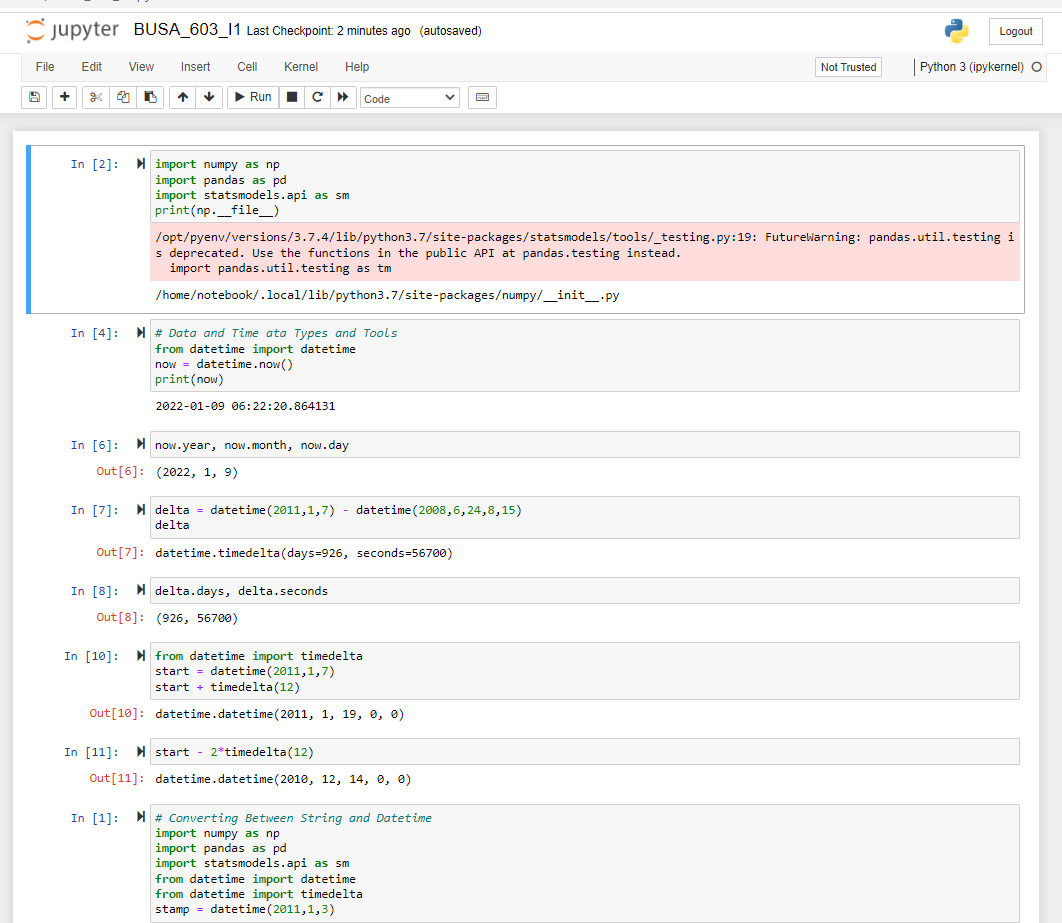 jupyter BUSA_603_I1 Last Checkpoint: 2 minutes ago (autosaved)
Logout
File Edit View Insert Cell Kernel Help
Not Trusted
Python 3 (ipykernel)
Run
Code
In [2]:
import numpy as np
import pandas as pd
import statsmodels.api as sm
print(np.__file__)
/opt/pyenv/versions/3.7.4/lib/python3.7/site-packages/statsmodels/tools/_testing.py:19: FutureWarning: pandas.util.testing i
s deprecated. Use the functions in the public API at pandas.testing instead.
import pandas.util.testing as tm
/home/notebook/.local/lib/python3.7/site-packages/numpy/__init__.py
In [4]:
# Data and Time ata Types and Tools
from datetime import datetime
now = datetime.now()
print(now)
2022-01-09 06:22:20.864131
In [6]:
now.year, now.month, now.day
Out[6]: (2022, 1, 9)
In [7]:
delta = datetime(2011,1,7) - datetime(2008,6,24,8,15)
delta
Out[7]: datetime.timedelta(days=926, seconds=56700)
In [8]:
delta.days, delta.seconds
Out[8]: (926, 56700)
In [10]:
from datetime import timedelta
start = datetime(2011,1,7)
start + timedelta(12)
Out[10]: datetime.datetime(2011, 1, 19, 0, 0)
In [11]:
start - 2*timedelta(12)
Out[11]: datetime.datetime(2010, 12, 14, 0, 0)
In [1]:
# Converting Between String and Datetime
import numpy as np
import pandas as pd
import statsmodels.api as sm
from datetime import datetime
from datetime import timedelta
stamp = datetime(2011,1,3)